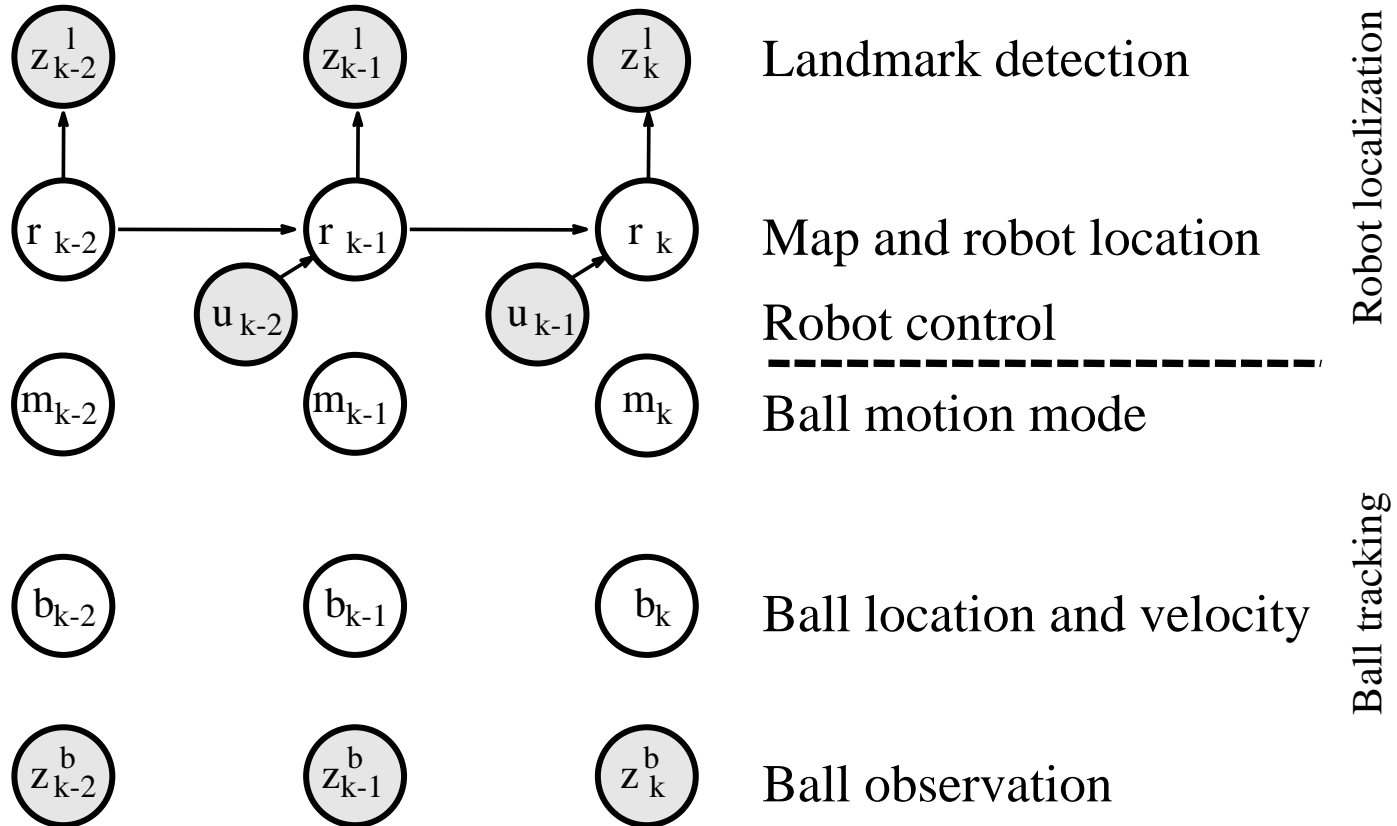 z^l_{k-2} z^l_{k-1} z^l_k Landmark detection
r_{k-2} r_{k-1} r_k Map and robot location
u_{k-2} u_{k-1} Robot control
Robot localization
m_{k-2} m_{k-1} m_k Ball motion mode
b_{k-2} b_{k-1} b_k Ball location and velocity
z^b_{k-2} z^b_{k-1} z^b_k Ball observation
Ball tracking